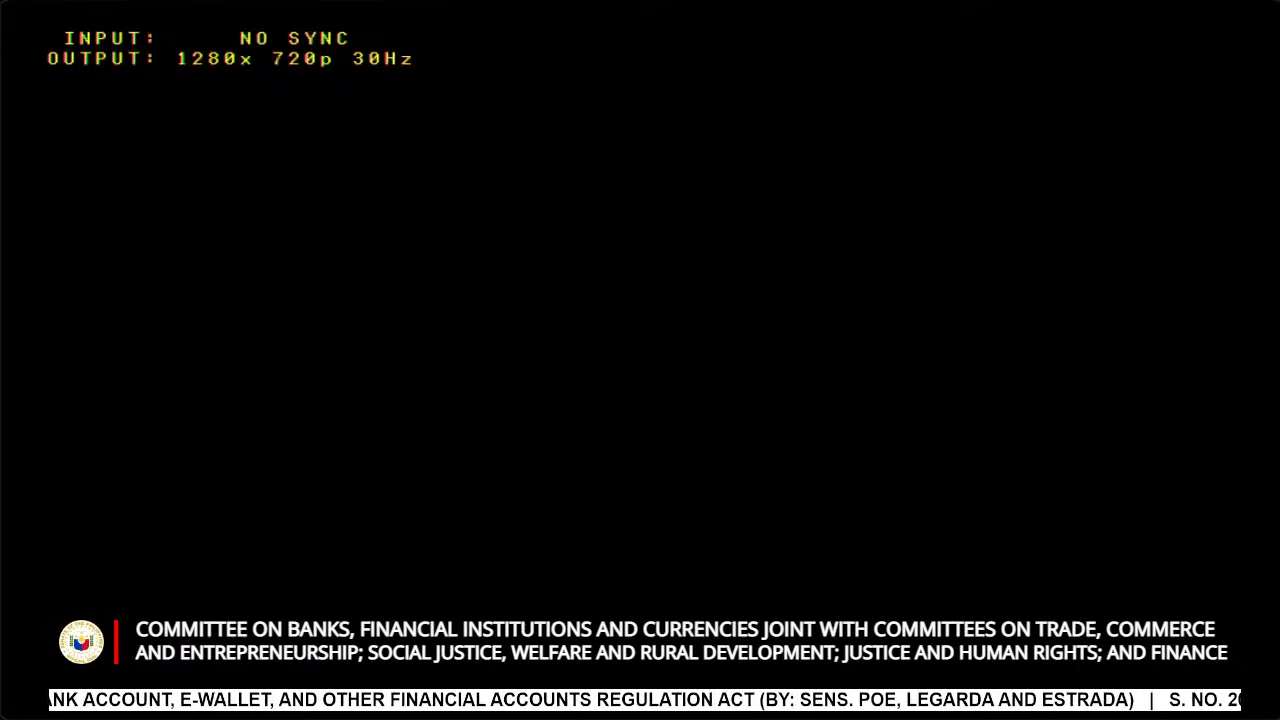 INPUT: NO SYNC
OUTPUT: 1280x 720p 30Hz
COMMITTEE ON BANKS, FINANCIAL INSTITUTIONS AND CURRENCIES JOINT WITH COMMITTEES ON TRADE, COMMERCE
AND ENTREPRENEURSHIP; SOCIAL JUSTICE, WELFARE AND RURAL DEVELOPMENT; JUSTICE AND HUMAN RIGHTS; AND FINANCE
ACCOUNT, E-WALLET, AND OTHER FINANCIAL ACCOUNTS REGULATION ACT (BY: SENS. POE, LEGARDA AND ESTRADA) | S. NO.